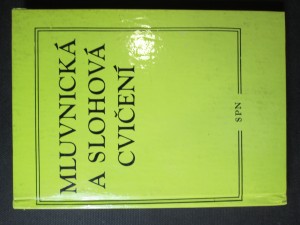 MLUVNICKÁ
A SLOHOVÁ
CVIČENÍ
SPN